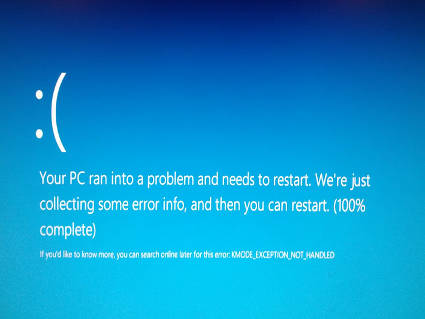 :(
Your PC ran into a problem and needs to restart. We're just
collecting some error info, and then you can restart. (100%
complete)
If you'd like to know more, you can search online later for this error: KMODE_EXCEPTION_NOT_HANDLED